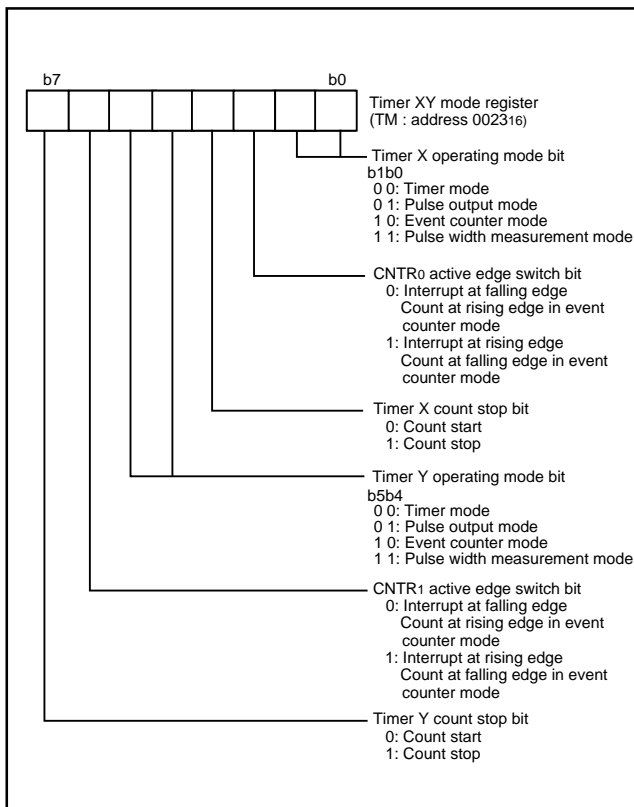 b7 b0
Timer XY mode register
(TM : address 002316)
Timer X operating mode bit
b1b0
0 0: Timer mode
0 1: Pulse output mode
1 0: Event counter mode
1 1: Pulse width measurement mode
CNTR0 active edge switch bit
0: Interrupt at falling edge
Count at rising edge in event
counter mode
1: Interrupt at rising edge
Count at falling edge in event
counter mode
Timer X count stop bit
0: Count start
1: Count stop
Timer Y operating mode bit
b5b4
0 0: Timer mode
0 1: Pulse output mode
1 0: Event counter mode
1 1: Pulse width measurement mode
CNTR1 active edge switch bit
0: Interrupt at falling edge
Count at rising edge in event
counter mode
1: Interrupt at rising edge
Count at falling edge in event
counter mode
Timer Y count stop bit
0: Count start
1: Count stop